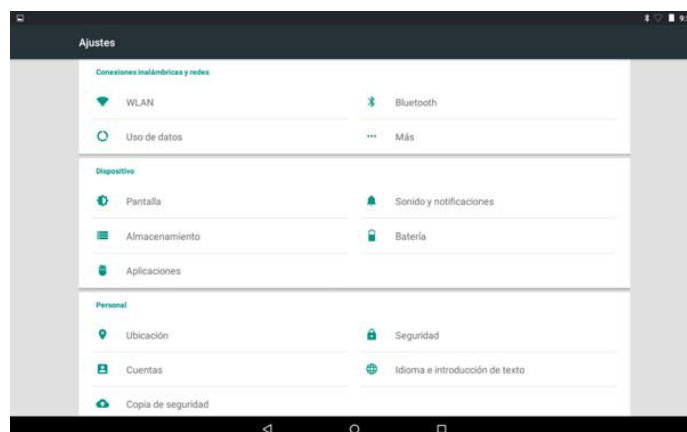 Ajustes
Conexiones inalámbricas y redes
WLAN
Bluetooth
Uso de datos
Más
Dispositivo
Pantalla
Sonido y notificaciones
Almacenamiento
Batería
Aplicaciones
Personal
Ubicación
Seguridad
Cuentas
Idioma e introducción de texto
Copia de seguridad